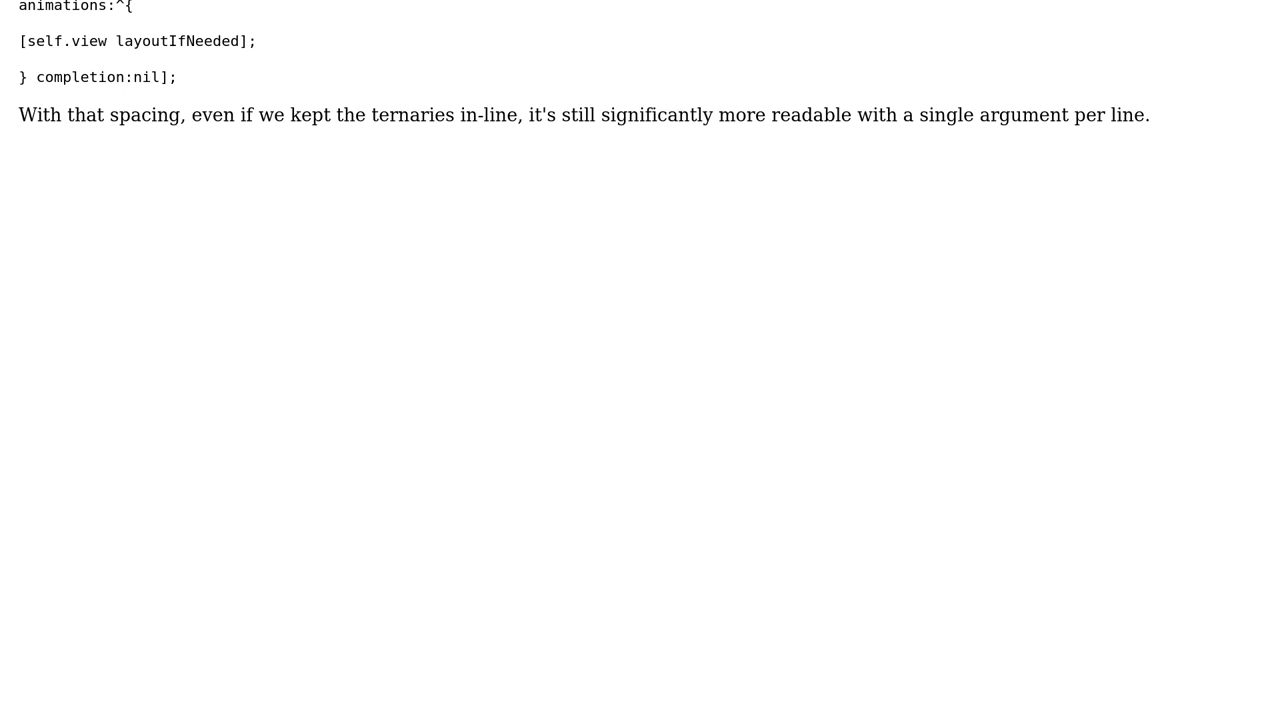 animations:^{
[self.view layoutIfNeeded];
} completion:nil];
With that spacing, even if we kept the ternaries in-line, it's still significantly more readable with a single argument per line.